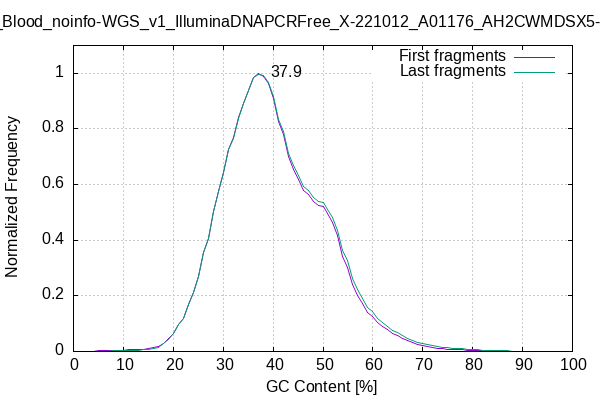 _Blood_noinfo-WGS_v1_IlluminaDNAPCRFree_X-221012_A01176_AH2CWMDSX5-
First fragments
Last fragments
37.9
Normalized Frequency
1
0.8
0.6
0.4
0.2
0
0 10 20 30 40 50 60 70 80 90 100
GC Content [%]